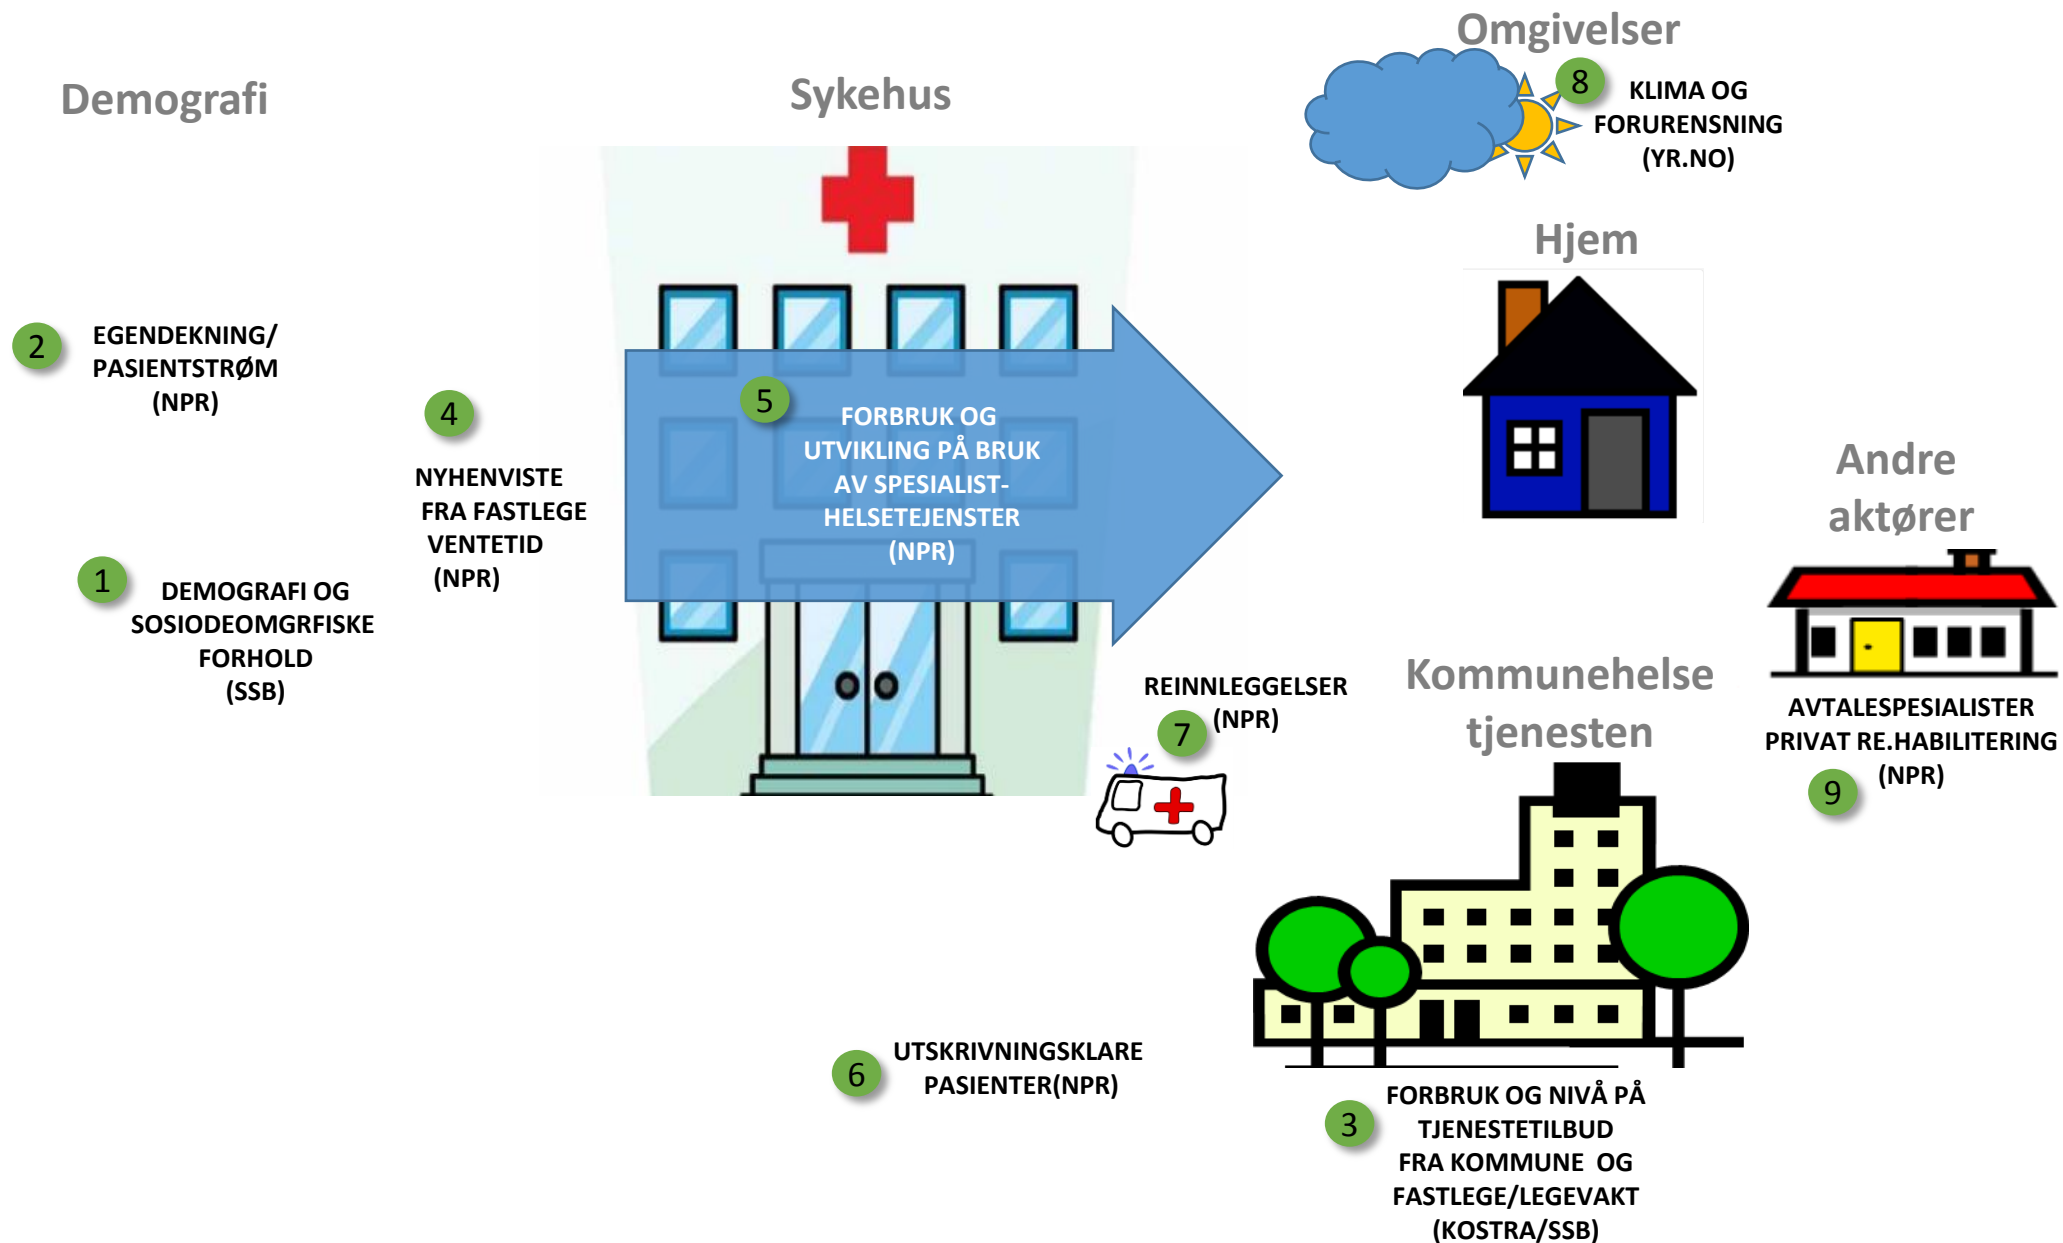 Demografi
2
EGENDEKNING/
PASIENTSTRØM
(NPR)
1
DEMOGRAFI OG
SOSIODEOMGRFISKE
FORHOLD
(SSB)
4
NYHENVISTE
FRA FASTLEGE
VENTETID
(NPR)
Sykehus
5
FORBRUK OG
UTVIKLING PÅ BRUK
AV SPESIALIST-
HELSETEJENSTER
(NPR)
REINNLEGGELSER
(NPR)
7
6
UTSKRIVNINGSKLARE
PASIENTER(NPR)
Omgivelser
8
KLIMA OG
FORURENSNING
(YR.NO)
Hjem
Kommunehelse
tjenesten
3
FORBRUK OG NIVÅ PÅ
TJENESTETILBUD
FRA KOMMUNE OG
FASTLEGE/LEGEVAKT
(KOSTRA/SSB)
Andre
aktører
AVTALESPESIALISTER
PRIVAT RE.HABILITERING
(NPR)
9